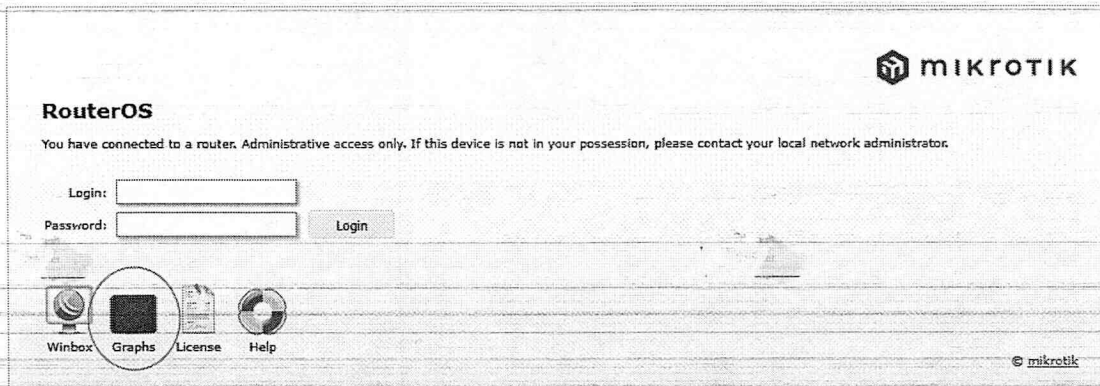 mikrotik
RouterOS
You have connected to a router. Administrative access only. If this device is not in your possession, please contact your local network administrator.
Login:
Password:
Login
Winbox
Graphs
License
Help
© mikrotik